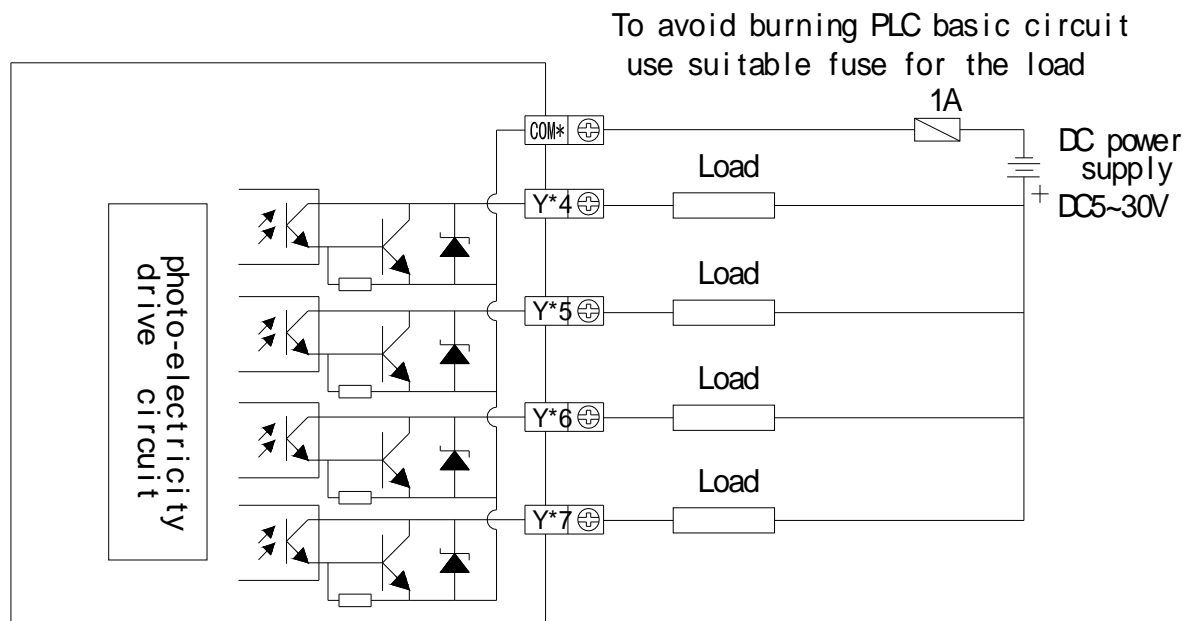 To avoid burning PLC basic circuit
use suitable fuse for the load
1A
COM*
DC power
supply
+
DC5~30V
Load
Y*4
Load
Y*5
Load
Y*6
Load
Y*7
photo-electricity
drive circuit